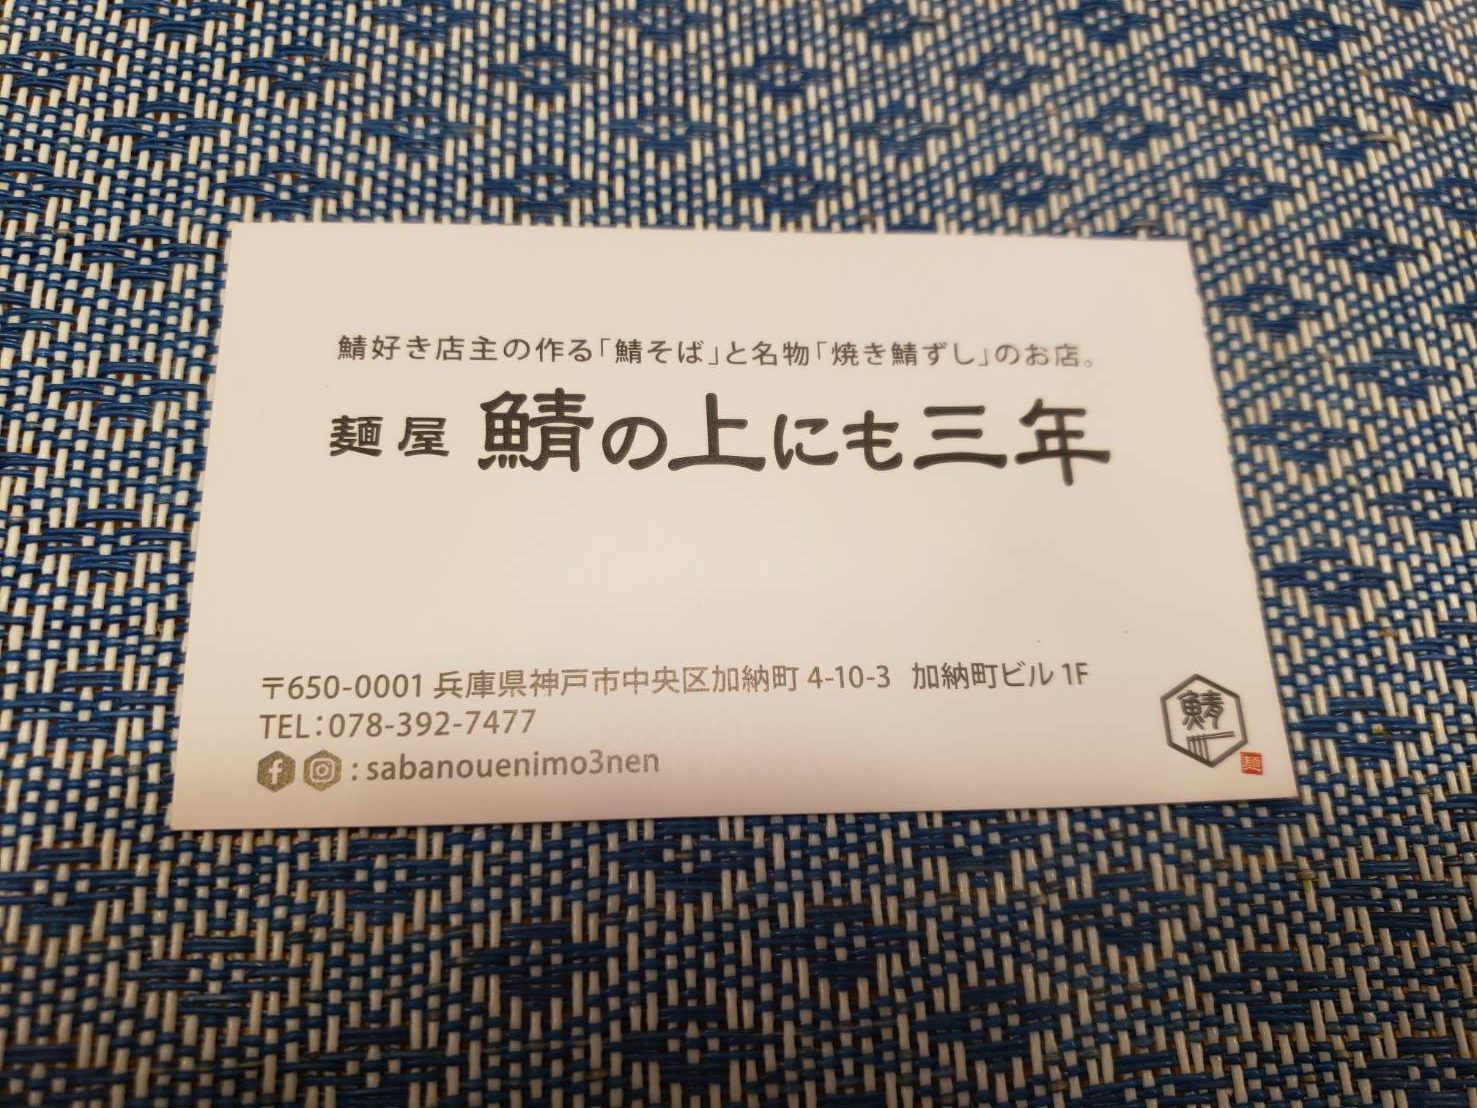 鯖好き店主の作る「鯖そば」と名物「焼き鯖ずし」のお店。
麺屋 鯖の上にも三年
〒650-0001 兵庫県神戸市中央区加納町 4-10-3 加納町ビル 1F
TEL：078-392-7477
f : sabanouenimo3nen
鯖
麺